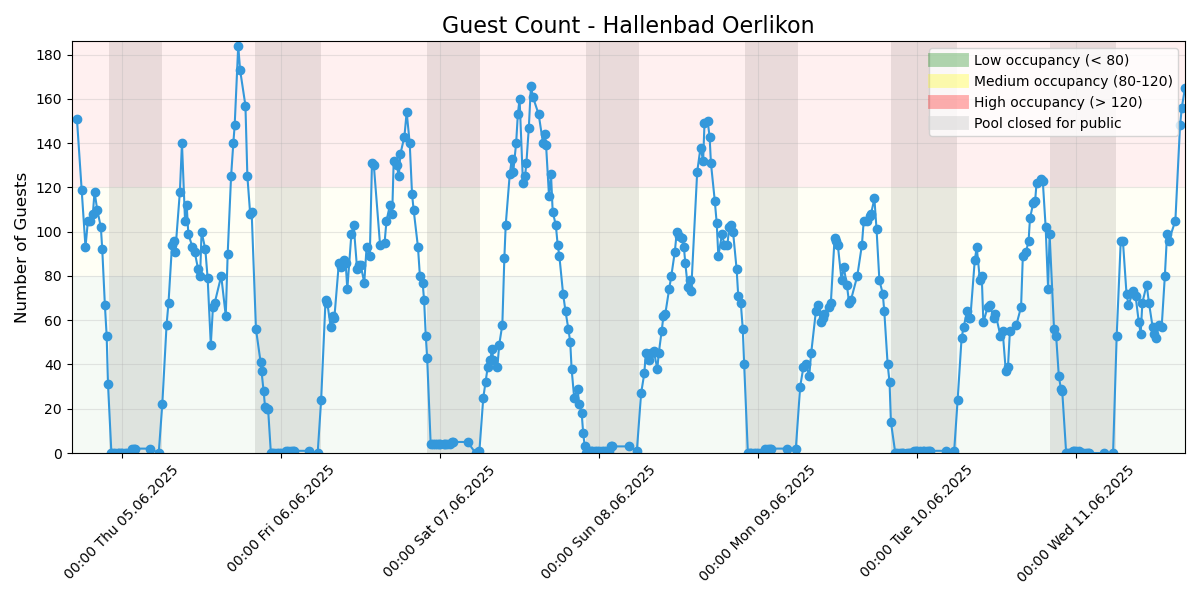 Guest Count - Hallenbad Oerlikon
Number of Guests
180
160
140
120
100
80
60
40
20
0
Low occupancy (< 80)
Medium occupancy (80-120)
High occupancy (> 120)
Pool closed for public
00:00 Thu 05.06.2025
00:00 Fri 06.06.2025
00:00 Sat 07.06.2025
00:00 Sun 08.06.2025
00:00 Mon 09.06.2025
00:00 Tue 10.06.2025
00:00 Wed 11.06.2025